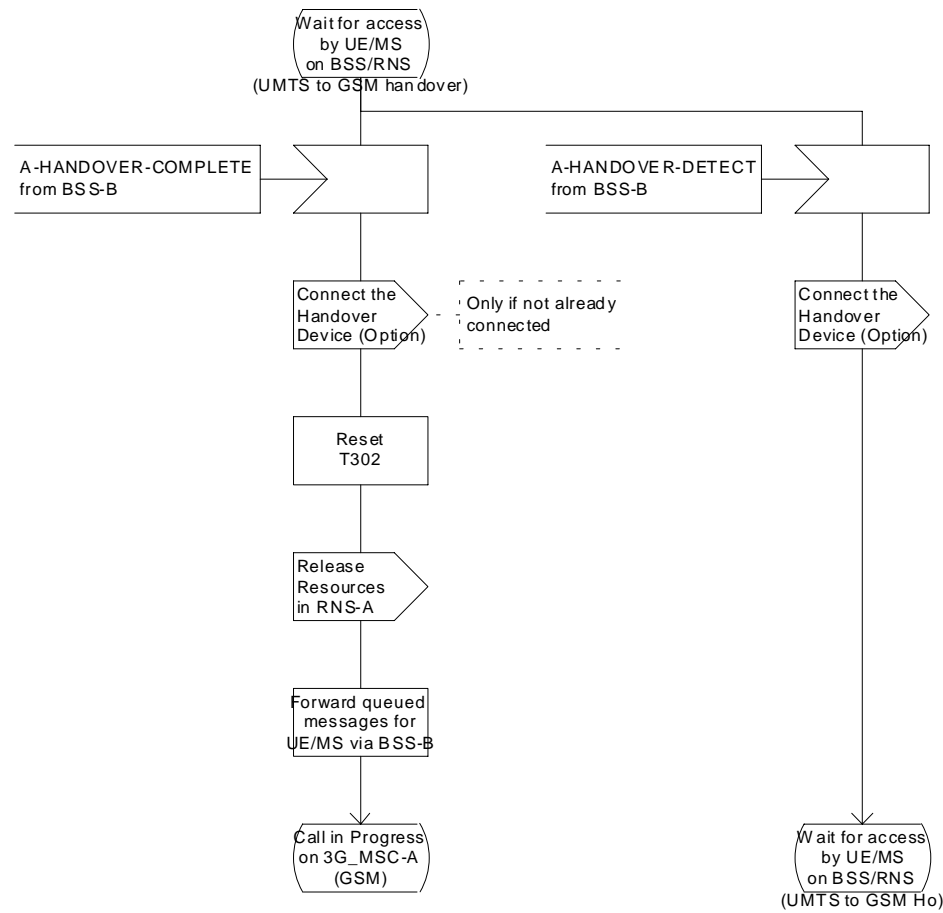 Wait for access
by UE/MS
on BSS/RNS
(UMTS to GSM handover)
A-HANDOVER-COMPLETE
from BSS-B
A-HANDOVER-DETECT
from BSS-B
Connect the
Handover
Device (Option)
Only if not already
connected
Connect the
Handover
Device (Option)
Reset
T302
Release
Resources
in RNS-A
Forward queued
messages for
UE/MS via BSS-B
Call in Progress
on 3G_MSC-A
(GSM)
Wait for access
by UE/MS
on BSS/RNS
(UMTS to GSM Ho)